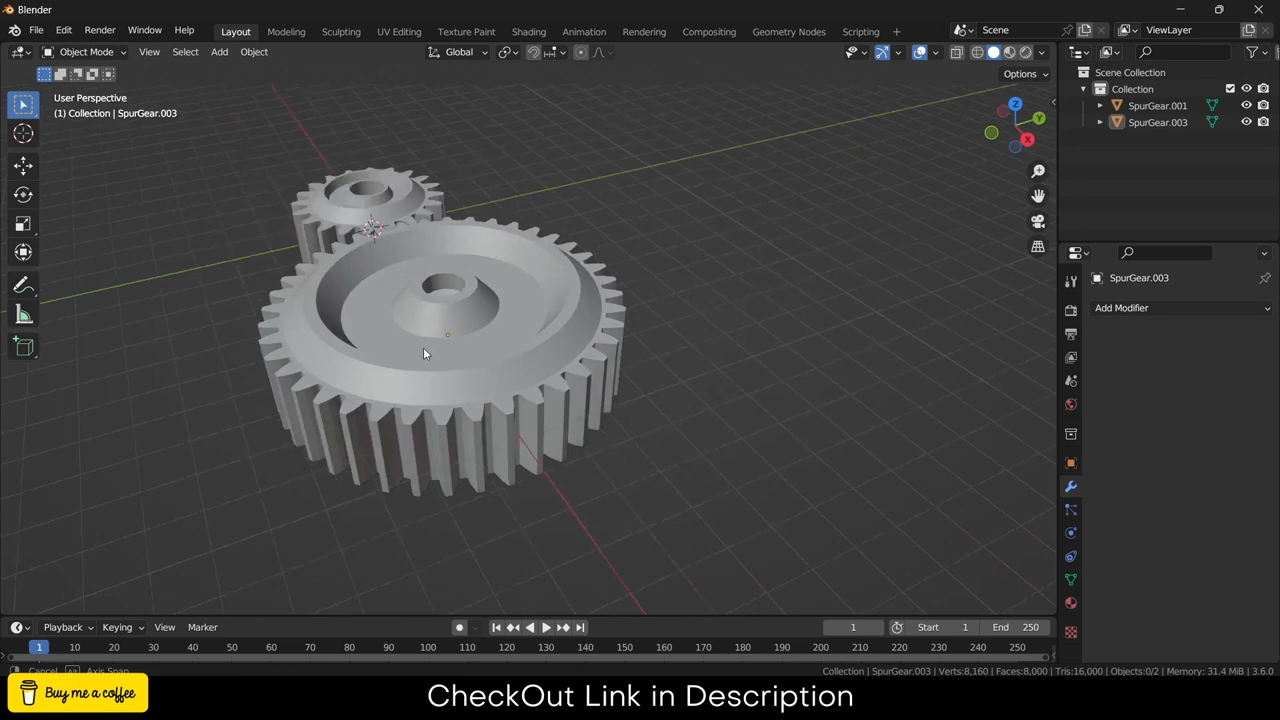 Blender
File Edit Render Window Help Layout Modeling Sculpting UV Editing Texture Paint Shading Animation Rendering Compositing Geometry Nodes Scripting + Scene ViewLayer
Object Mode View Select Add Object Global
Options
User Perspective
(1) Collection | SpurGear.003
Z
Y
X
Scene Collection
Collection
SpurGear.001
SpurGear.003
SpurGear.003
Add Modifier
Playback Keying View Marker 1 Start 1 End 250
1 10 20 30 40 50 60 70 80 90 100 110 120 130 140 150 160 170 180 190 200 210 220 230 240 250
Cancel Axis Snap Collection | SpurGear.003 | Verts:8,160 | Faces:8,000 | Tris:16,000 | Objects:0/2 | Memory: 31.4 MiB | 3.6.0
Buy me a coffee
CheckOut Link in Description